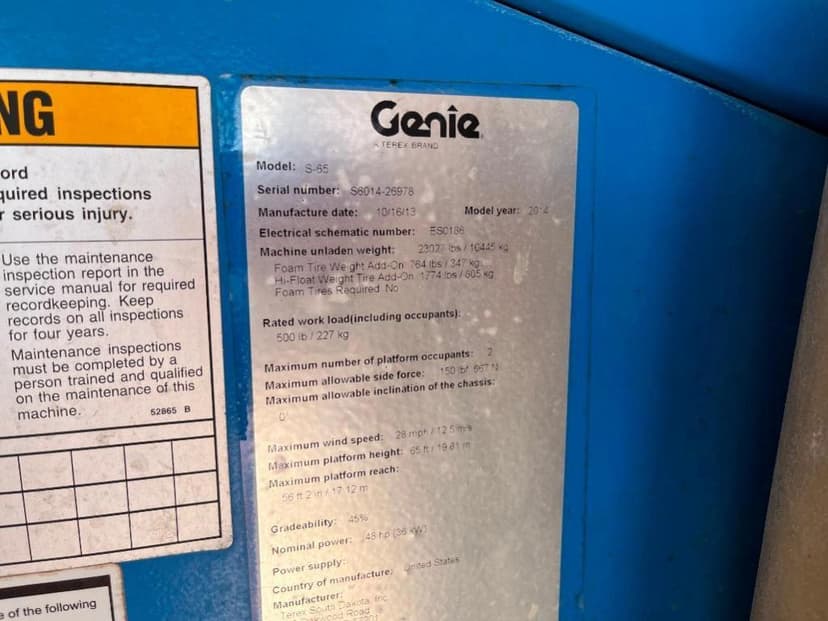 NG
ord
quired inspections
r serious injury.
Use the maintenance
inspection report in the
service manual for required
recordkeeping. Keep
records on all inspections
for four years.
Maintenance inspections
must be completed by a
person trained and qualified
on the maintenance of this
machine.
52865 B
e of the following
Genie
A TEREX BRAND
Model: S-65
Serial number: S6014-26978
Manufacture date: 10/16/13 Model year: 2014
Electrical schematic number: ES0186
Machine unladen weight: lbs / 10445 kg
Foam Tire Weight Add-On: 764 lbs / 347 kg
Hi-Float Weight Tire Add-On: 1774 lbs / 805 kg
Foam Tires Required No
Rated work load(including occupants):
500 lb / 227 kg
Maximum number of platform occupants: 2
Maximum allowable side force: 150 lbf 667 N
Maximum allowable inclination of the chassis:
0°
Maximum wind speed: 28 mph / 12.5 m/s
Maximum platform height: 65 ft / 19.81 m
Maximum platform reach:
56 ft 2 in / 17.12 m
Gradeability: 45%
Nominal power: 48 hp (36 kW)
Power supply:
Country of manufacture: United States
Manufacturer:
Terex South Dakota, Inc
Oakwood Road